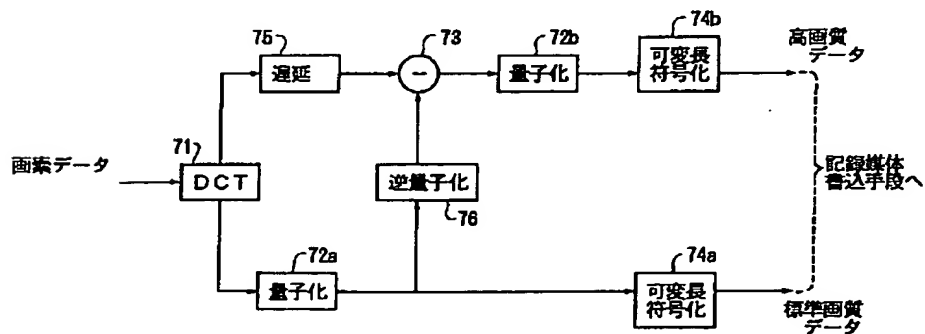 74b
75
73
72b
高画質
データ
遅延
−
量子化
可変長
符号化
画素データ
71
DCT
逆量子化
76
記録媒体
書込手段へ
72a
74a
量子化
可変長
符号化
標準画質
データ